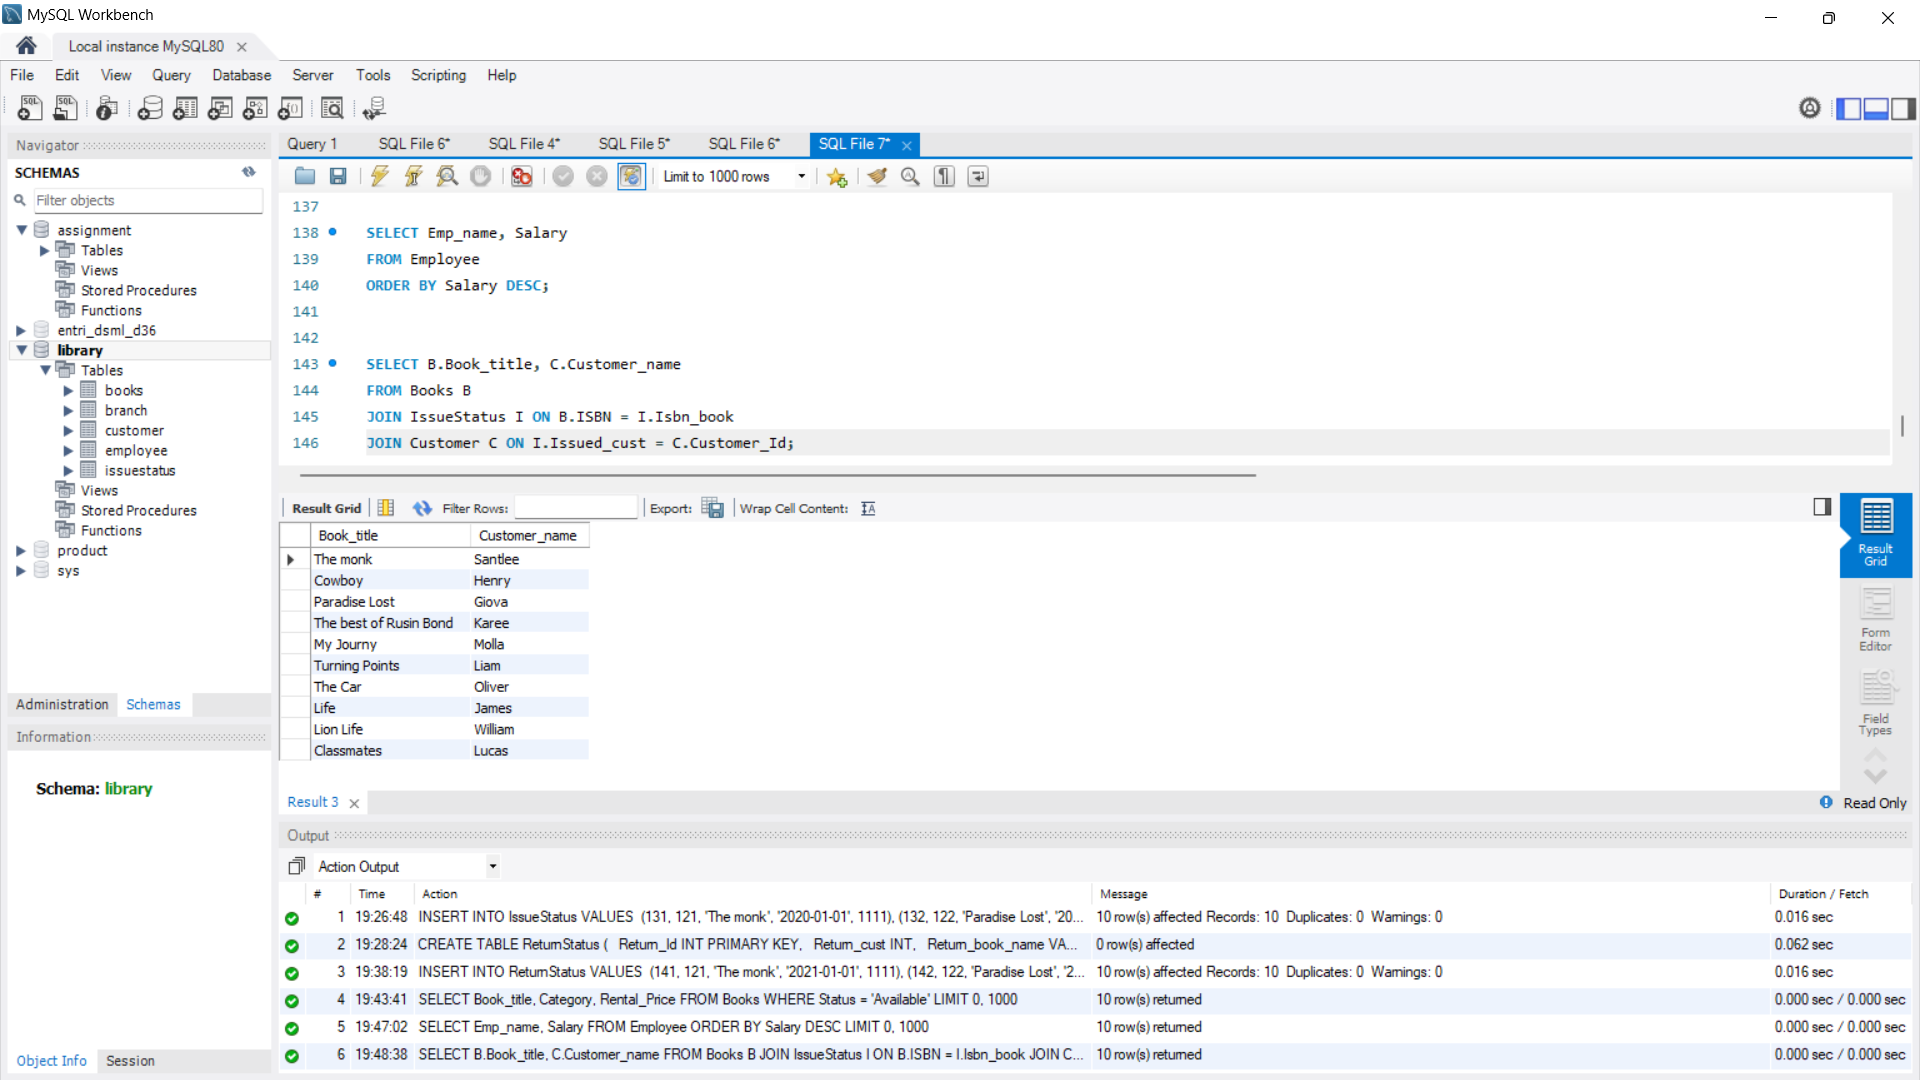 MySQL Workbench
Local instance MySQL80
File Edit View Query Database Server Tools Scripting Help
Navigator
SCHEMAS
Filter objects
assignment
Tables
Views
Stored Procedures
Functions
entri_dsml_d36
library
Tables
books
branch
customer
employee
issuestatus
Views
Stored Procedures
Functions
product
sys
Administration Schemas
Information
Schema: library
Object Info Session
Query 1 SQL File 6* SQL File 4* SQL File 5* SQL File 6* SQL File 7*
Limit to 1000 rows
137
138 SELECT Emp_name, Salary
139 FROM Employee
140 ORDER BY Salary DESC;
141
142
143 SELECT B.Book_title, C.Customer_name
144 FROM Books B
145 JOIN IssueStatus I ON B.ISBN = I.Isbn_book
146 JOIN Customer C ON I.Issued_cust = C.Customer_Id;
Result Grid Filter Rows: Export: Wrap Cell Content:
Book_title Customer_name
The monk Santlee
Cowboy Henry
Paradise Lost Giova
The best of Rusin Bond Karee
My Journy Molla
Turning Points Liam
The Car Oliver
Life James
Lion Life William
Classmates Lucas
Result Grid
Form Editor
Field Types
Result 3
Read Only
Output
Action Output
# Time Action Message Duration / Fetch
1 19:26:48 INSERT INTO IssueStatus VALUES (131, 121, 'The monk', '2020-01-01', 1111), (132, 122, 'Paradise Lost', '20... 10 row(s) affected Records: 10 Duplicates: 0 Warnings: 0 0.016 sec
2 19:28:24 CREATE TABLE ReturnStatus ( Return_Id INT PRIMARY KEY, Return_cust INT, Return_book_name VA... 0 row(s) affected 0.062 sec
3 19:38:19 INSERT INTO ReturnStatus VALUES (141, 121, 'The monk', '2021-01-01', 1111), (142, 122, 'Paradise Lost', '2... 10 row(s) affected Records: 10 Duplicates: 0 Warnings: 0 0.016 sec
4 19:43:41 SELECT Book_title, Category, Rental_Price FROM Books WHERE Status = 'Available' LIMIT 0, 1000 10 row(s) returned 0.000 sec / 0.000 sec
5 19:47:02 SELECT Emp_name, Salary FROM Employee ORDER BY Salary DESC LIMIT 0, 1000 10 row(s) returned 0.000 sec / 0.000 sec
6 19:48:38 SELECT B.Book_title, C.Customer_name FROM Books B JOIN IssueStatus I ON B.ISBN = I.Isbn_book JOIN C... 10 row(s) returned 0.000 sec / 0.000 sec